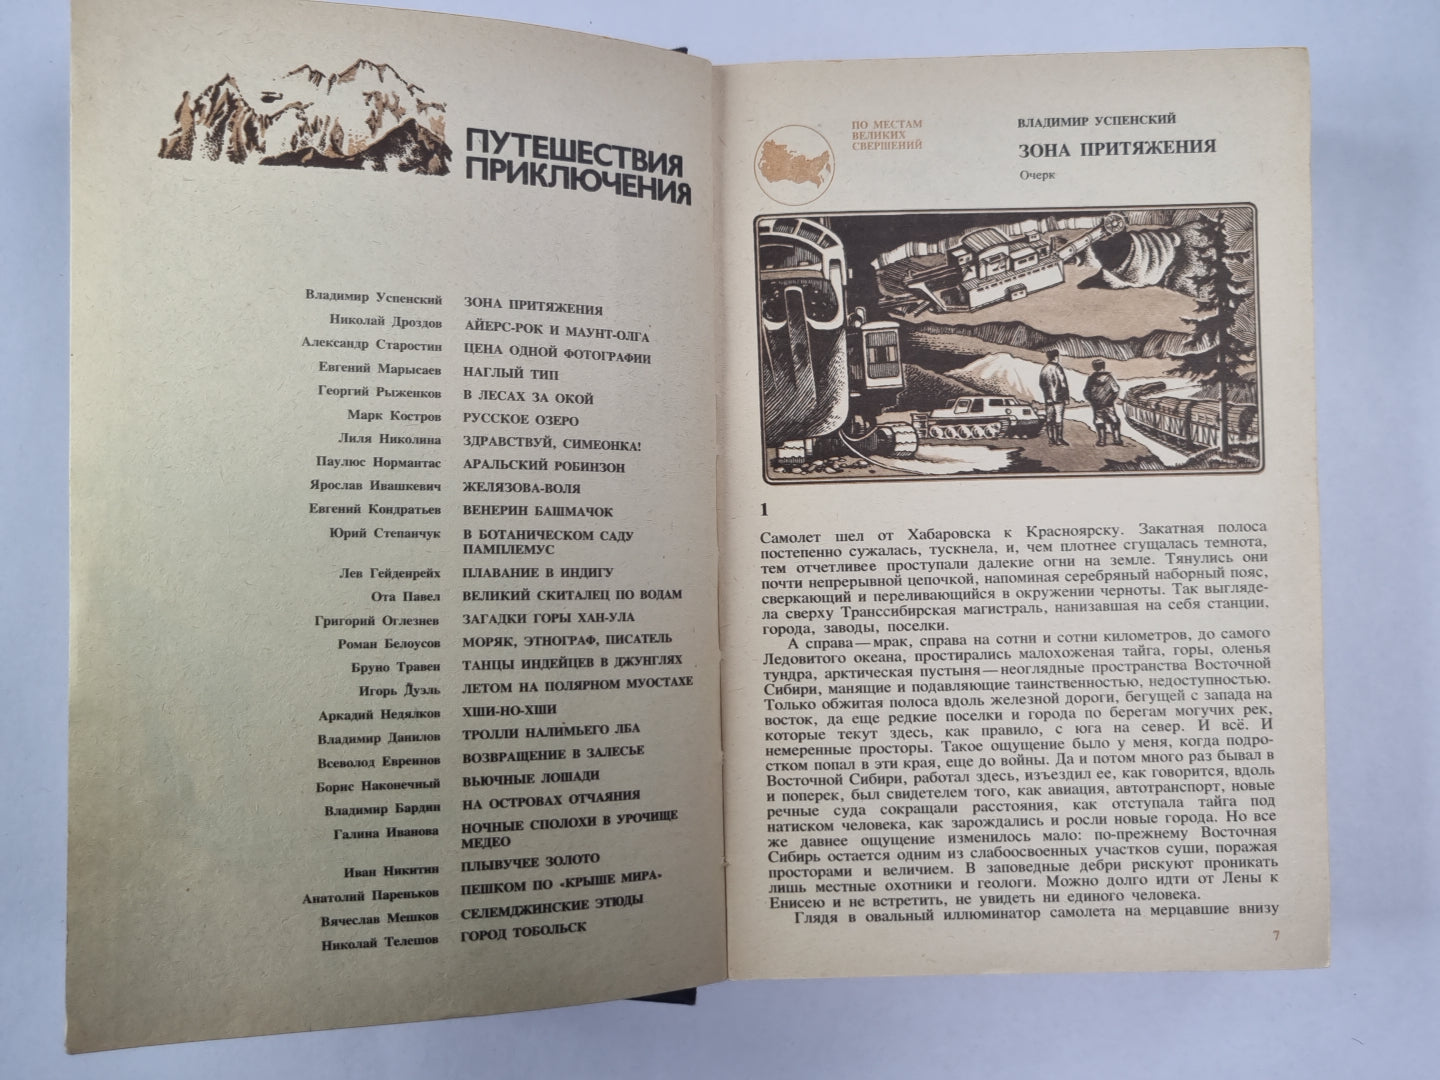 ПУТЕШЕСТВИЯ
ПРИКЛЮЧЕНИЯ
Владимир Успенский ЗОНА ПРИТЯЖЕНИЯ
Николай Дроздов АЙЕРС-РОК И МАУНТ-ОЛГА
Александр Старостин ЦЕНА ОДНОЙ ФОТОГРАФИИ
Евгений Марысаев НАГЛЫЙ ТИП
Георгий Рыженков В ЛЕСАХ ЗА ОКОЙ
Марк Костров РУССКОЕ ОЗЕРО
Лиля Николина ЗДРАВСТВУЙ, СИМЕОНКА!
Паулюс Нормантас АРАЛЬСКИЙ РОБИНЗОН
Ярослав Ивашкевич ЖЕЛЯЗОВА-ВОЛЯ
Евгений Кондратьев ВЕНЕРИН БАШМАЧОК
Юрий Степанчук В БОТАНИЧЕСКОМ САДУ
ПАМПЛЕМУС
Лев Гейденрейх ПЛАВАНИЕ В ИНДИГУ
Ота Павел ВЕЛИКИЙ СКИТАЛЕЦ ПО ВОДАМ
Григорий Оглезнев ЗАГАДКИ ГОРЫ ХАН-УЛА
Роман Белоусов МОРЯК, ЭТНОГРАФ, ПИСАТЕЛЬ
Бруно Травен ТАНЦЫ ИНДЕЙЦЕВ В ДЖУНГЛЯХ
Игорь Дуэль ЛЕТОМ НА ПОЛЯРНОМ МУОСТАХЕ
Аркадий Недялков ХШИ-НО-ХШИ
Владимир Данилов ТРОЛЛИ НАЛИМЬЕГО ЛБА
Всеволод Евреинов ВОЗВРАЩЕНИЕ В ЗАЛЕСЬЕ
Борис Наконечный ВЬЮЧНЫЕ ЛОШАДИ
Владимир Бардин НА ОСТРОВАХ ОТЧАЯНИЯ
Галина Иванова НОЧНЫЕ СПОЛОХИ В УРОЧИЩЕ
МЕДЕО
Иван Никитин ПЛЫВУЧЕЕ ЗОЛОТО
Анатолий Пареньков ПЕШКОМ ПО «КРЫШЕ МИРА»
Вячеслав Мешков СЕЛЕМДЖИНСКИЕ ЭТЮДЫ
Николай Телешов ГОРОД ТОБОЛЬСК
ПО МЕСТАМ
ВЕЛИКИХ
СВЕРШЕНИЙ
ВЛАДИМИР УСПЕНСКИЙ
ЗОНА ПРИТЯЖЕНИЯ
Очерк
1
Самолет шел от Хабаровска к Красноярску. Закатная полоса
постепенно сужалась, тускнела, и, чем плотнее сгущалась темнота,
тем отчетливее проступали далекие огни на земле. Тянулись они
почти непрерывной цепочкой, напоминая серебряный наборный пояс,
сверкающий и переливающийся в окружении черноты. Так выгляде-
ла сверху Транссибирская магистраль, нанизавшая на себя станции,
города, заводы, поселки.
А справа — мрак, справа на сотни и сотни километров, до самого
Ледовитого океана, простирались малохоженая тайга, горы, оленья
тундра, арктическая пустыня — неоглядные пространства Восточной
Сибири, манящие и подавляющие таинственностью, недоступностью.
Только обжитая полоса вдоль железной дороги, бегущей с запада на
восток, да еще редкие поселки и города по берегам могучих рек,
которые текут здесь, как правило, с юга на север. И всё. И
немеренные просторы. Такое ощущение было у меня, когда подро-
стком попал в эти края, еще до войны. Да и потом много раз бывал в
Восточной Сибири, работал здесь, изъездил ее, как говорится, вдоль
и поперек, был свидетелем того, как авиация, автотранспорт, новые
речные суда сокращали расстояния, как отступала тайга под
натиском человека, как зарождались и росли новые города. Но все
же давнее ощущение изменилось мало: по-прежнему Восточная
Сибирь остается одним из слабоосвоенных участков суши, поражая
просторами и величием. В заповедные дебри рискуют проникать
лишь местные охотники и геологи. Можно долго идти от Лены к
Енисею и не встретить, не увидеть ни единого человека.
Глядя в овальный иллюминатор самолета на мерцавшие внизу
7